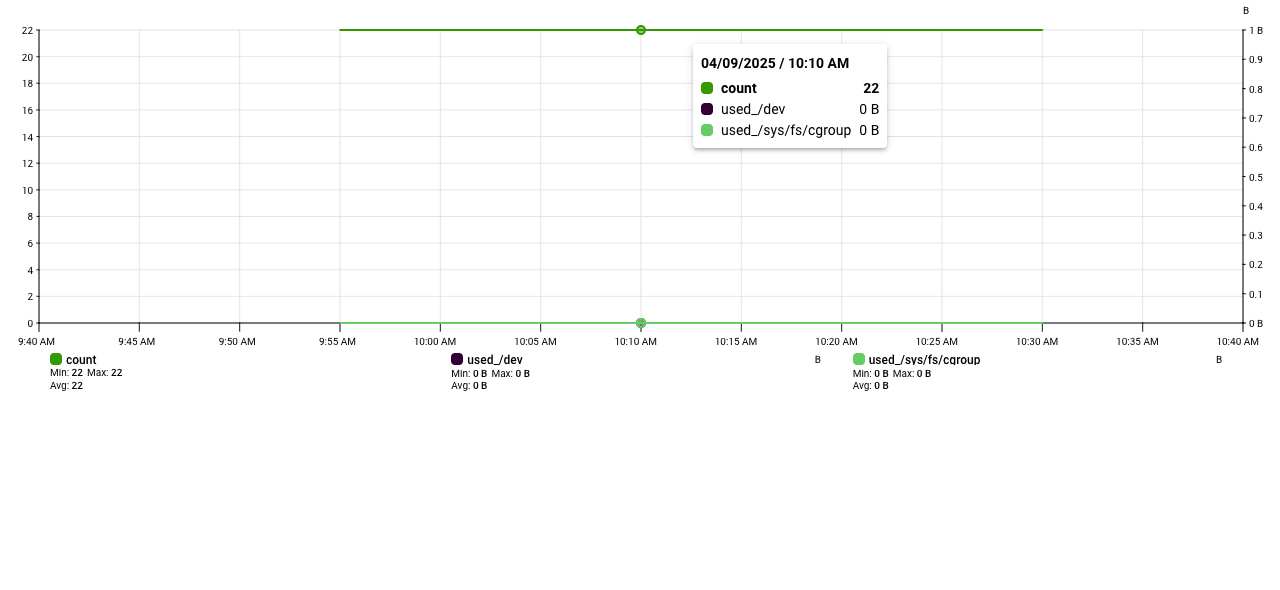 B
22
20
18
16
14
12
10
8
6
4
2
0
1 B
0.9
0.8
0.7
0.6
0.5
0.4
0.3
0.2
0.1
0 B
04/09/2025 / 10:10 AM
count 22
used_/dev 0 B
used_/sys/fs/cgroup 0 B
9:40 AM 9:45 AM 9:50 AM 9:55 AM 10:00 AM 10:05 AM 10:10 AM 10:15 AM 10:20 AM 10:25 AM 10:30 AM 10:35 AM 10:40 AM
count
Min: 22 Max: 22
Avg: 22
used_/dev B
Min: 0 B Max: 0 B
Avg: 0 B
used_/sys/fs/cgroup B
Min: 0 B Max: 0 B
Avg: 0 B